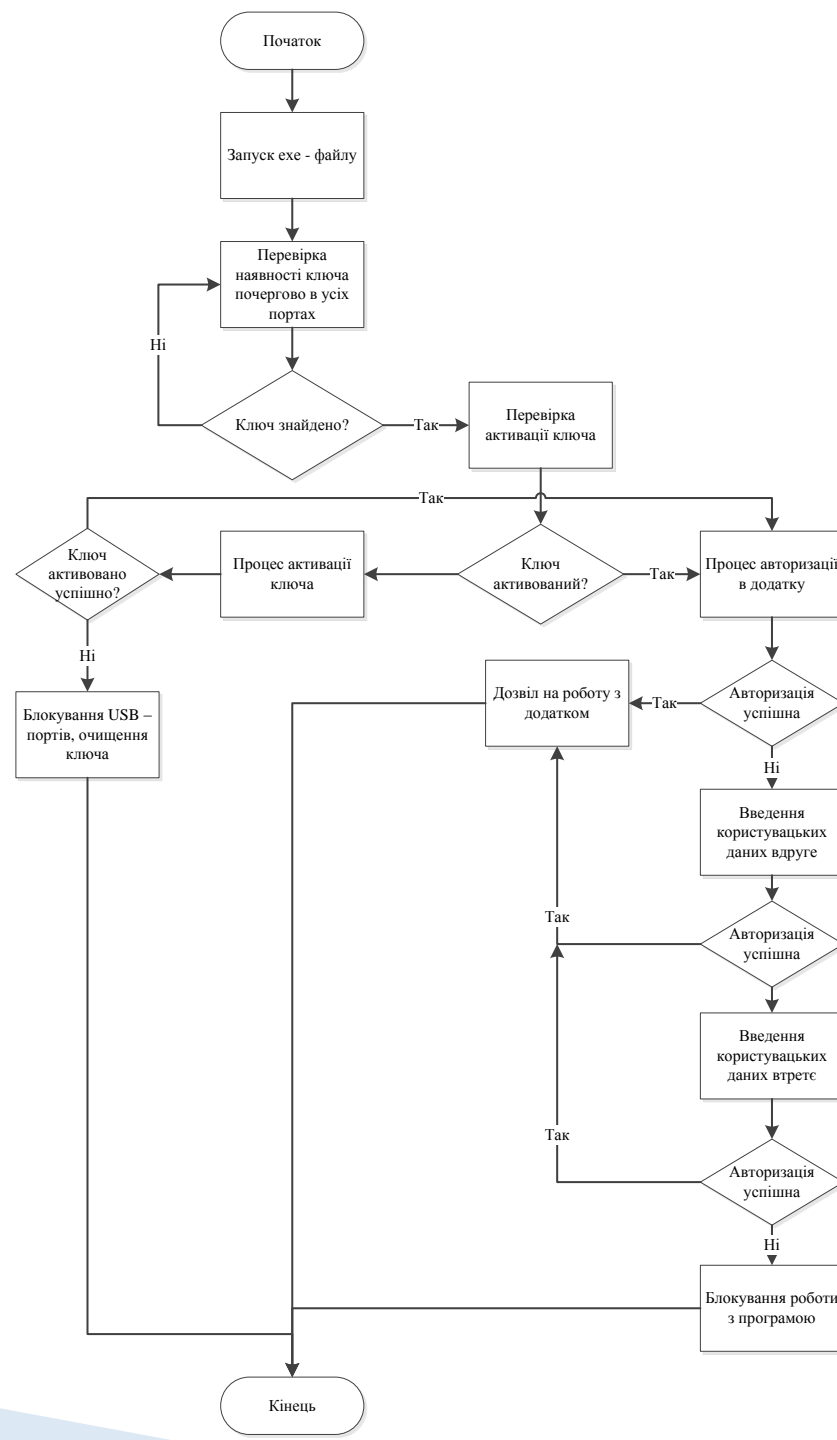 Початок
Запуск exe - файлу
Перевірка
наявності ключа
почергово в усіх
портах
Ні
Ключ знайдено?
Так
Перевірка
активації ключа
Так
Ключ
активовано
успішно?
Процес активації
ключа
Ключ
активований?
Так
Процес авторизації
в додатку
Ні
Блокування USB –
портів, очищення
ключа
Дозвіл на роботу з
додатком
Так
Авторизація
успішна
Ні
Введення
користувацьких
даних вдруге
Так
Авторизація
успішна
Введення
користувацьких
даних втретє
Так
Авторизація
успішна
Ні
Блокування роботи
з програмою
Кінець